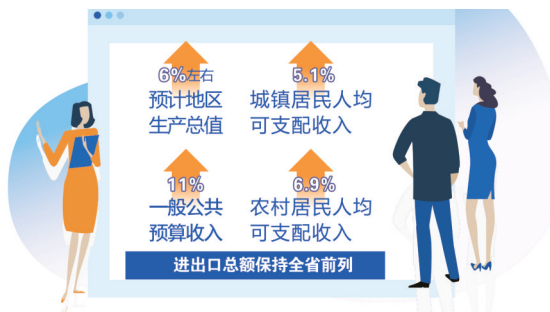 6%左右
预计地区
生产总值
5.1%
城镇居民人均
可支配收入
11%
一般公共
预算收入
6.9%
农村居民人均
可支配收入
进出口总额保持全省前列